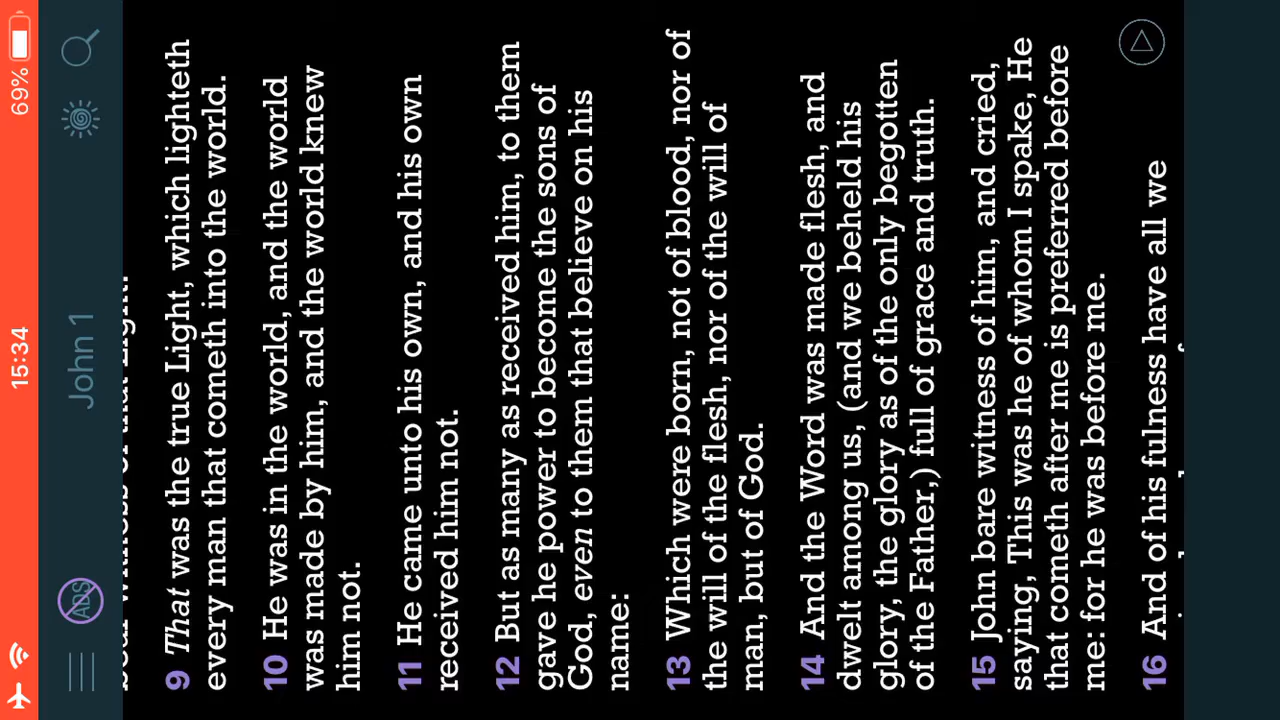 15:34
69%
ADS
John 1
9 That was the true Light, which lighteth
every man that cometh into the world.
10 He was in the world, and the world
was made by him, and the world knew
him not.
11 He came unto his own, and his own
received him not.
12 But as many as received him, to them
gave he power to become the sons of
God, even to them that believe on his
name:
13 Which were born, not of blood, nor of
the will of the flesh, nor of the will of
man, but of God.
14 And the Word was made flesh, and
dwelt among us, (and we beheld his
glory, the glory as of the only begotten
of the Father,) full of grace and truth.
15 John bare witness of him, and cried,
saying, This was he of whom I spake, He
that cometh after me is preferred before
me: for he was before me.
16 And of his fulness have all we